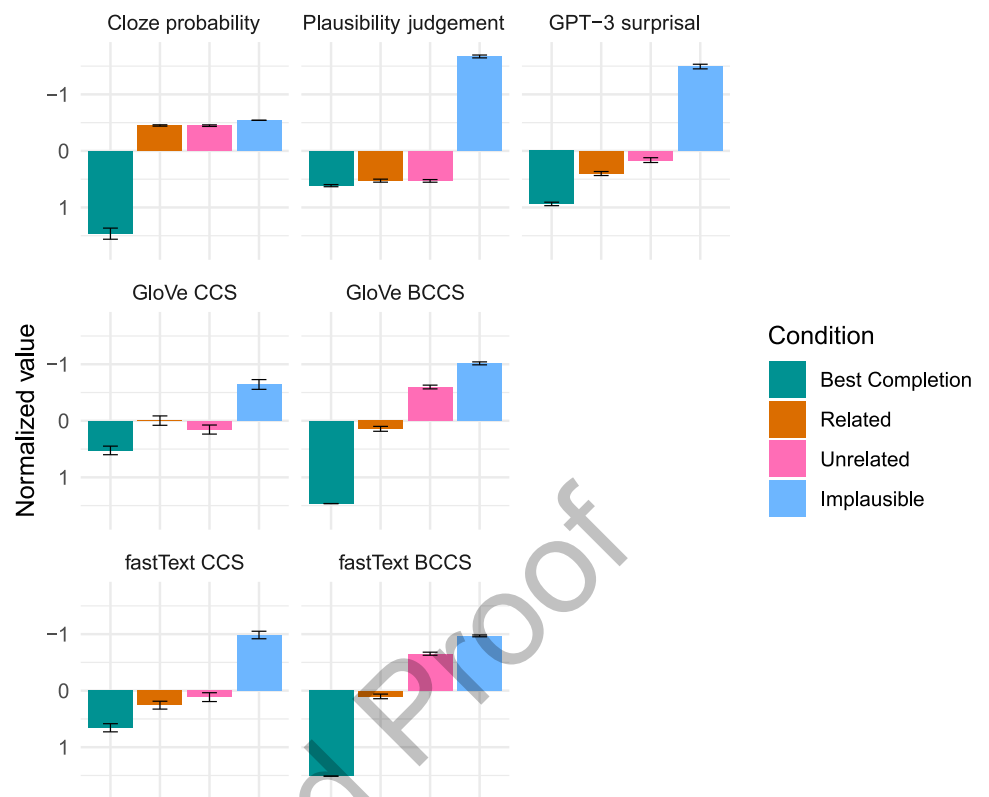 Cloze probability
Plausibility judgement
GPT−3 surprisal
−1
0
1
GloVe CCS
GloVe BCCS
−1
0
1
fastText CCS
fastText BCCS
−1
0
1
Normalized value
Condition
Best Completion
Related
Unrelated
Implausible
Proof